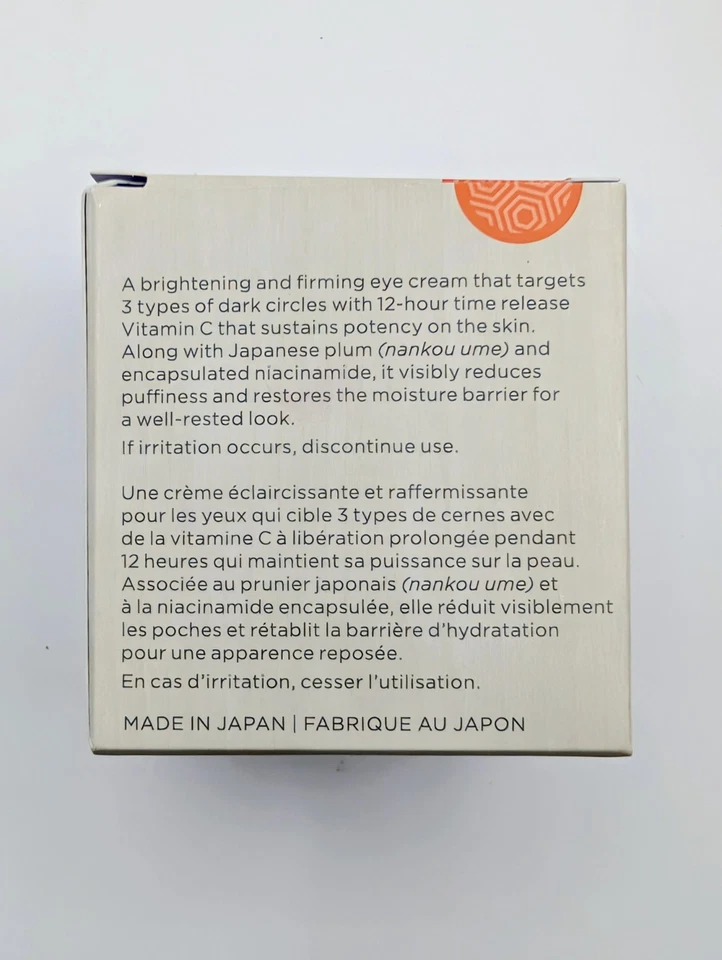 A brightening and firming eye cream that targets
3 types of dark circles with 12-hour time release
Vitamin C that sustains potency on the skin.
Along with Japanese plum (nankou ume) and
encapsulated niacinamide, it visibly reduces
puffiness and restores the moisture barrier for
a well-rested look.
If irritation occurs, discontinue use.
Une crème éclaircissante et raffermissante
pour les yeux qui cible 3 types de cernes avec
de la vitamine C à libération prolongée pendant
12 heures qui maintient sa puissance sur la peau.
Associée au prunier japonais (nankou ume) et
à la niacinamide encapsulée, elle réduit visiblement
les poches et rétablit la barrière d'hydratation
pour une apparence reposée.
En cas d'irritation, cesser l'utilisation.
MADE IN JAPAN | FABRIQUE AU JAPON